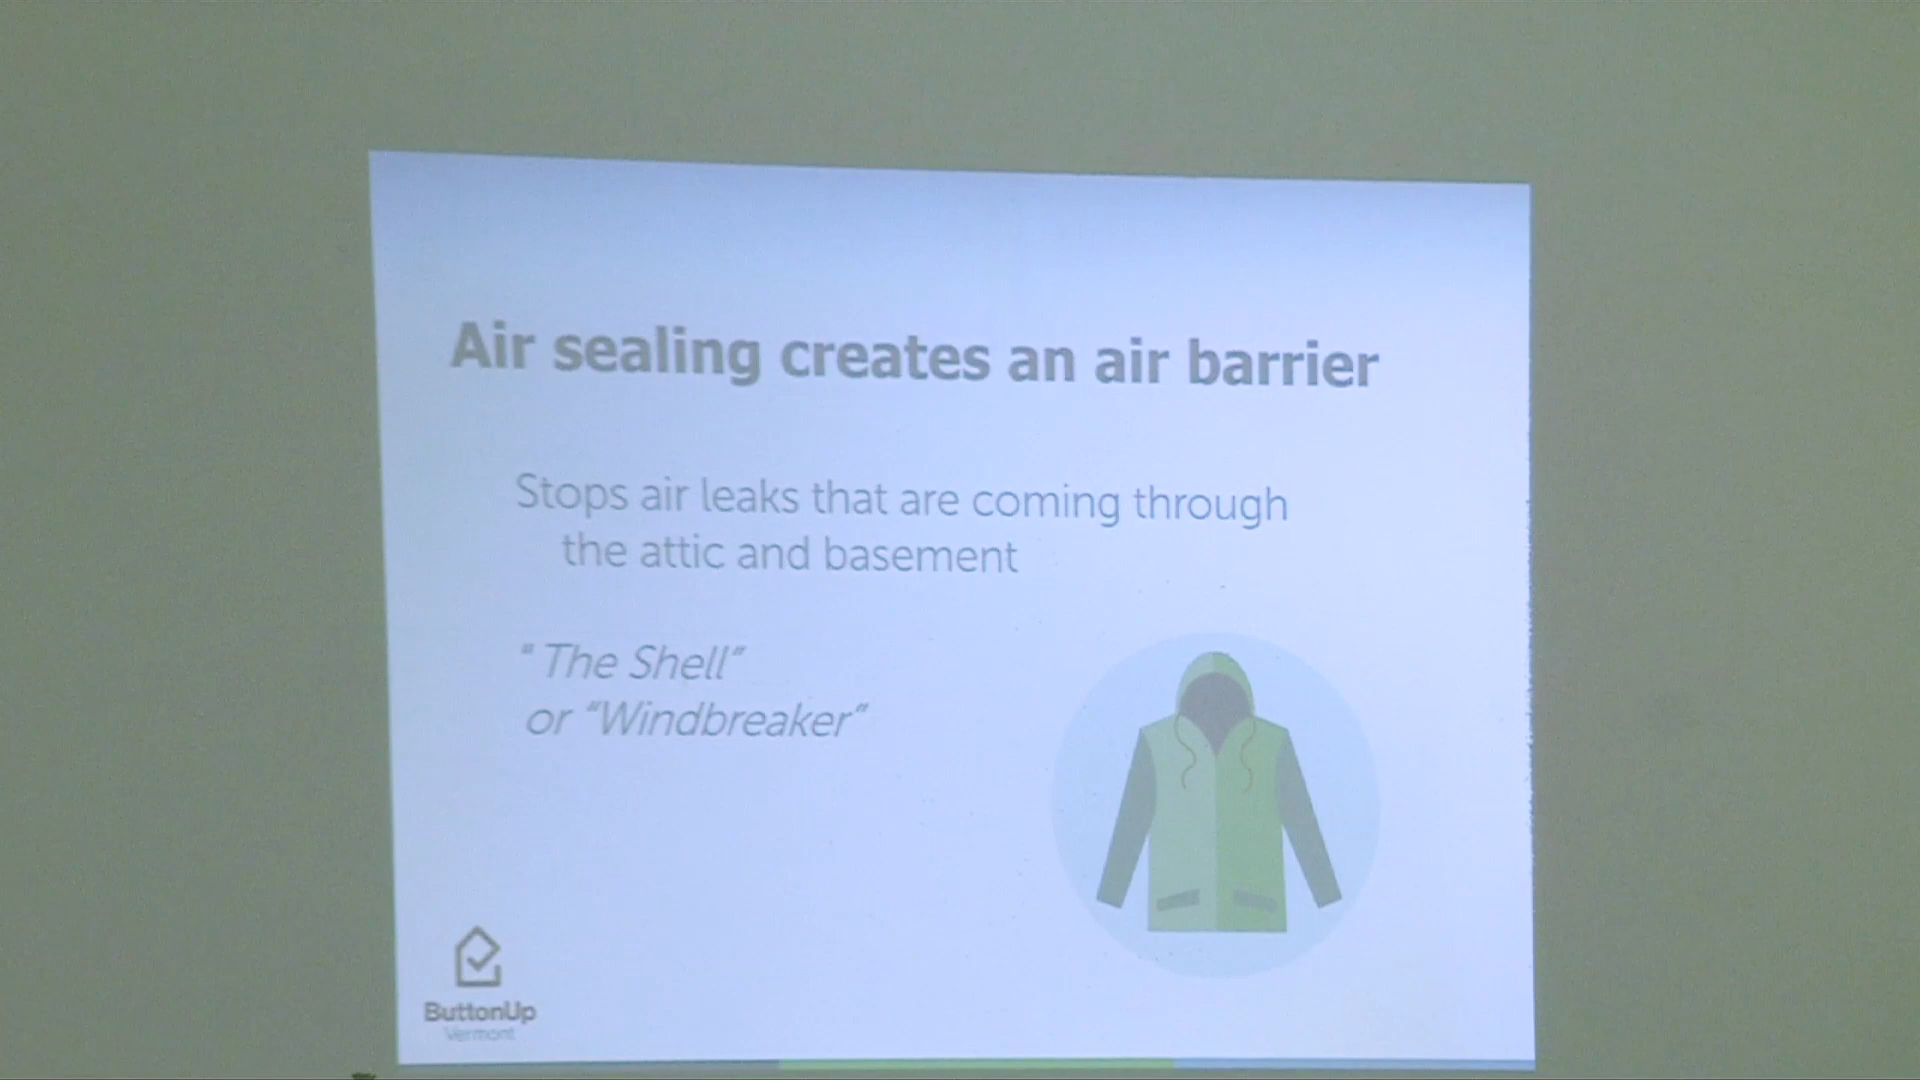 Air sealing creates an air barrier
Stops air leaks that are coming through
the attic and basement
“ The Shell”
or “Windbreaker”
ButtonUp
Vermont